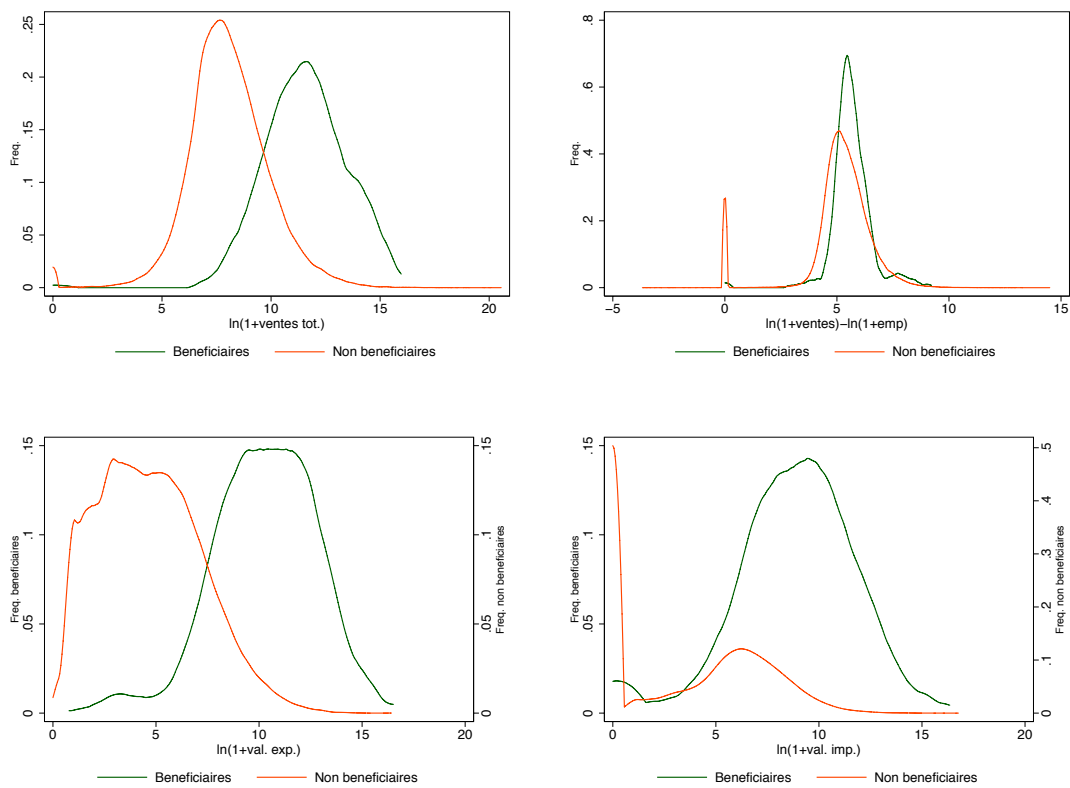 Freq.
.25
.2
.15
.1
.05
0
0 5 10 15 20
ln(1+ventes tot.)
Beneficiaires Non beneficiaires
Freq.
.8
.6
.4
.2
0
−5 0 5 10 15
ln(1+ventes)−ln(1+emp)
Beneficiaires Non beneficiaires
Freq. beneficiaires
.15
.1
.05
0
Freq. non beneficiaires
.15
.1
.05
0
0 5 10 15 20
ln(1+val. exp.)
Beneficiaires Non beneficiaires
Freq. beneficiaires
.15
.1
.05
0
Freq. non beneficiaires
.5
.4
.3
.2
.1
0
0 5 10 15 20
ln(1+val. imp.)
Beneficiaires Non beneficiaires